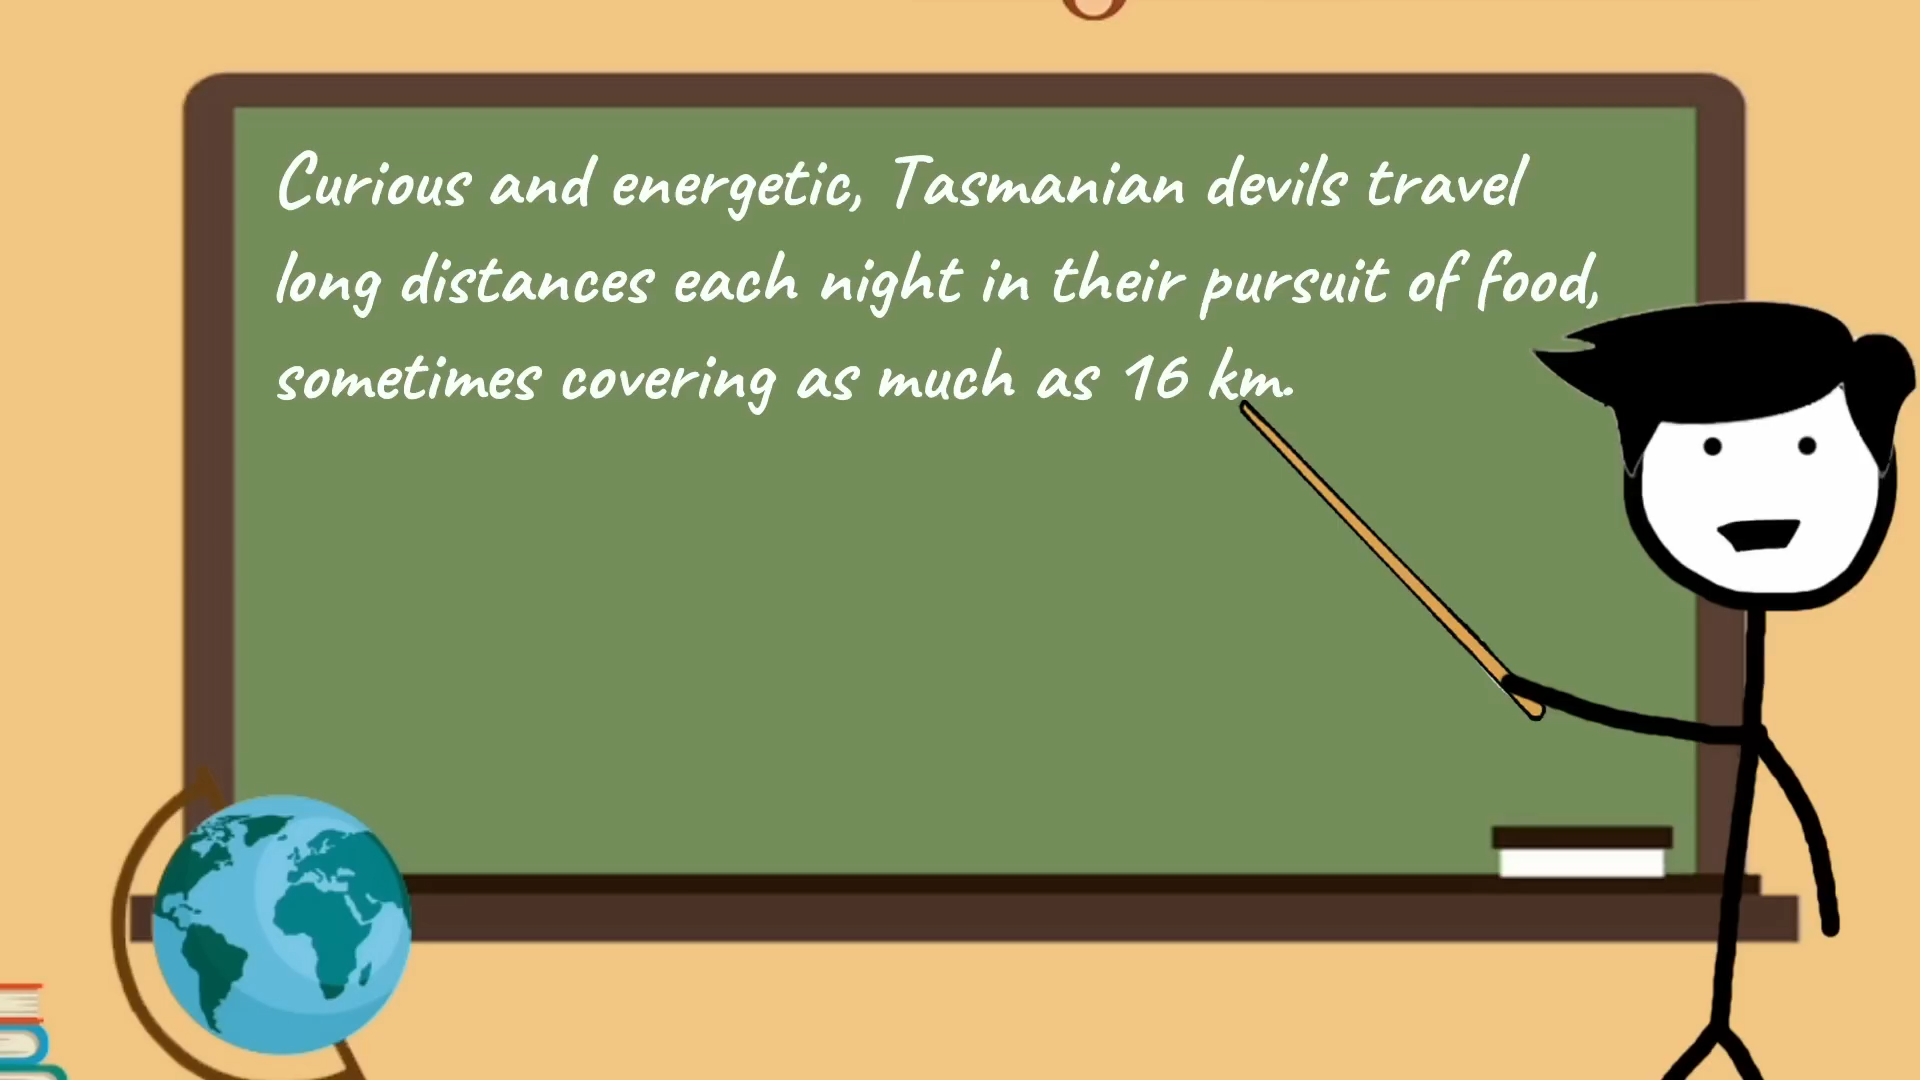 Curious and energetic, Tasmanian devils travel
long distances each night in their pursuit of food,
sometimes covering as much as 16 km.